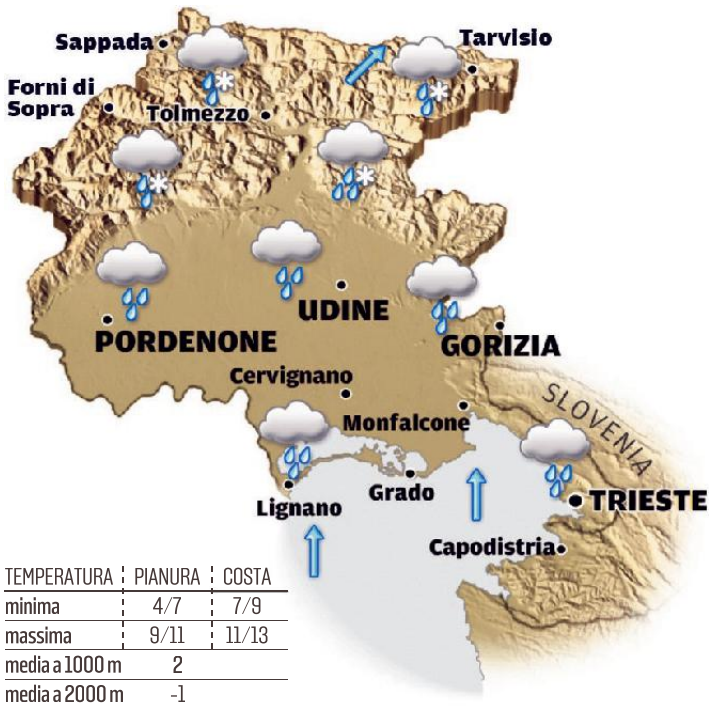 Sappada
Tarvisio
Forni di
Sopra
Tolmezzo
UDINE
PORDENONE
GORIZIA
Cervignano
SLOVENIA
Monfalcone
Grado
TRIESTE
Lignano
Capodistria
TEMPERATURA PIANURA COSTA
minima 4/7 7/9
massima 9/11 11/13
media a 1000 m 2
media a 2000 m -1